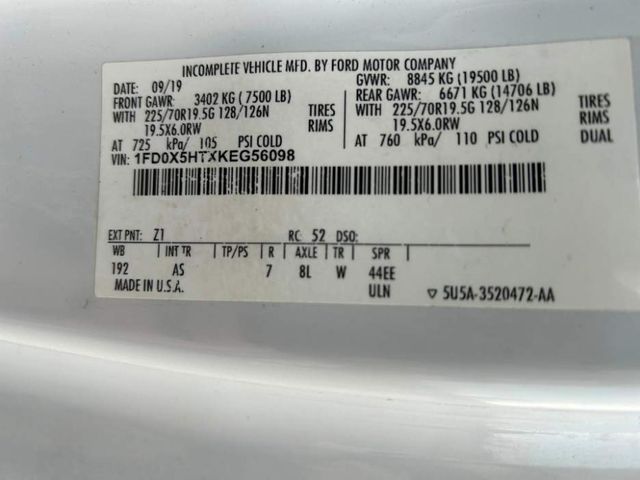 INCOMPLETE VEHICLE MFD. BY FORD MOTOR COMPANY
DATE: 09/19 GVWR: 8845 KG (19500 LB)
FRONT GAWR: 3402 KG ( 7500 LB) REAR GAWR: 6671 KG (14706 LB)
WITH 225/70R19.5G 128/126N TIRES WITH 225/70R19.5G 128/126N TIRES
19.5X6.0RW RIMS 19.5X6.0RW RIMS
AT 725 kPa/ 105 PSI COLD AT 760 kPa/ 110 PSI COLD DUAL
VIN: 1FD0X5HTXKEG56098
EXT PNT: Z1 RC: 52 DSO:
WB INT TR TP/PS R AXLE TR SPR
192 AS 7 8L W 44EE
MADE IN U.S.A. ULN ▽ 5U5A-3520472-AA